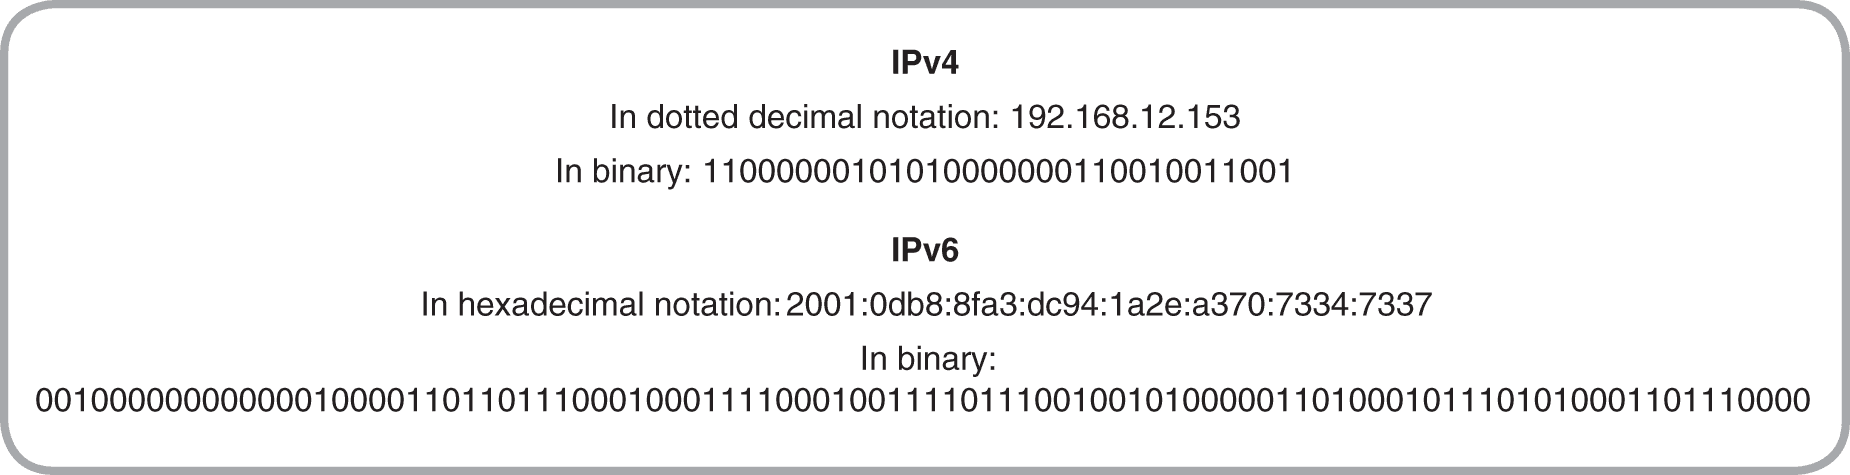 IPv4
In dotted decimal notation: 192.168.12.153
In binary: 11000000101010000000110010011001
IPv6
In hexadecimal notation: 2001:0db8:8fa3:dc94:1a2e:a370:7334:7337
In binary:
001000000000000100001101101110001000111100010011110111001001010000011010001011101010001101110000